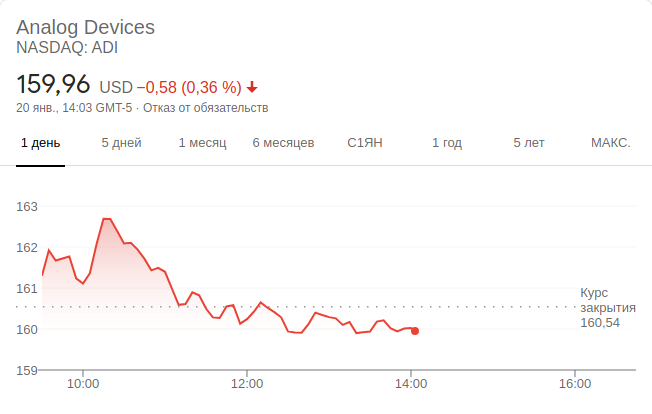 Analog Devices
NASDAQ: ADI
159,96 USD −0,58 (0,36 %)
20 янв., 14:03 GMT-5 · Отказ от обязательств
1 день 5 дней 1 месяц 6 месяцев С1ЯН 1 год 5 лет МАКС.
163
162
161
Курс
закрытия
160,54
160
159
10:00 12:00 14:00 16:00